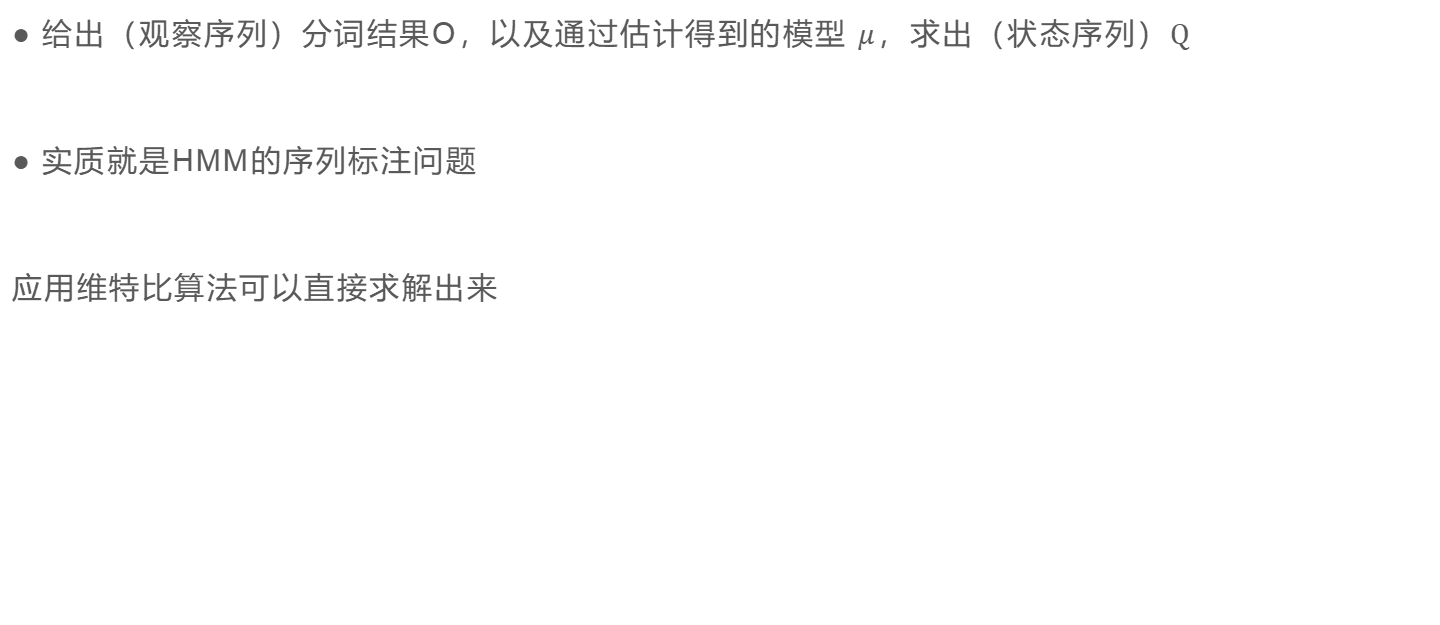 ● 给出（观察序列）分词结果O，以及通过估计得到的模型 μ，求出（状态序列）Q
● 实质就是HMM的序列标注问题
应用维特比算法可以直接求解出来